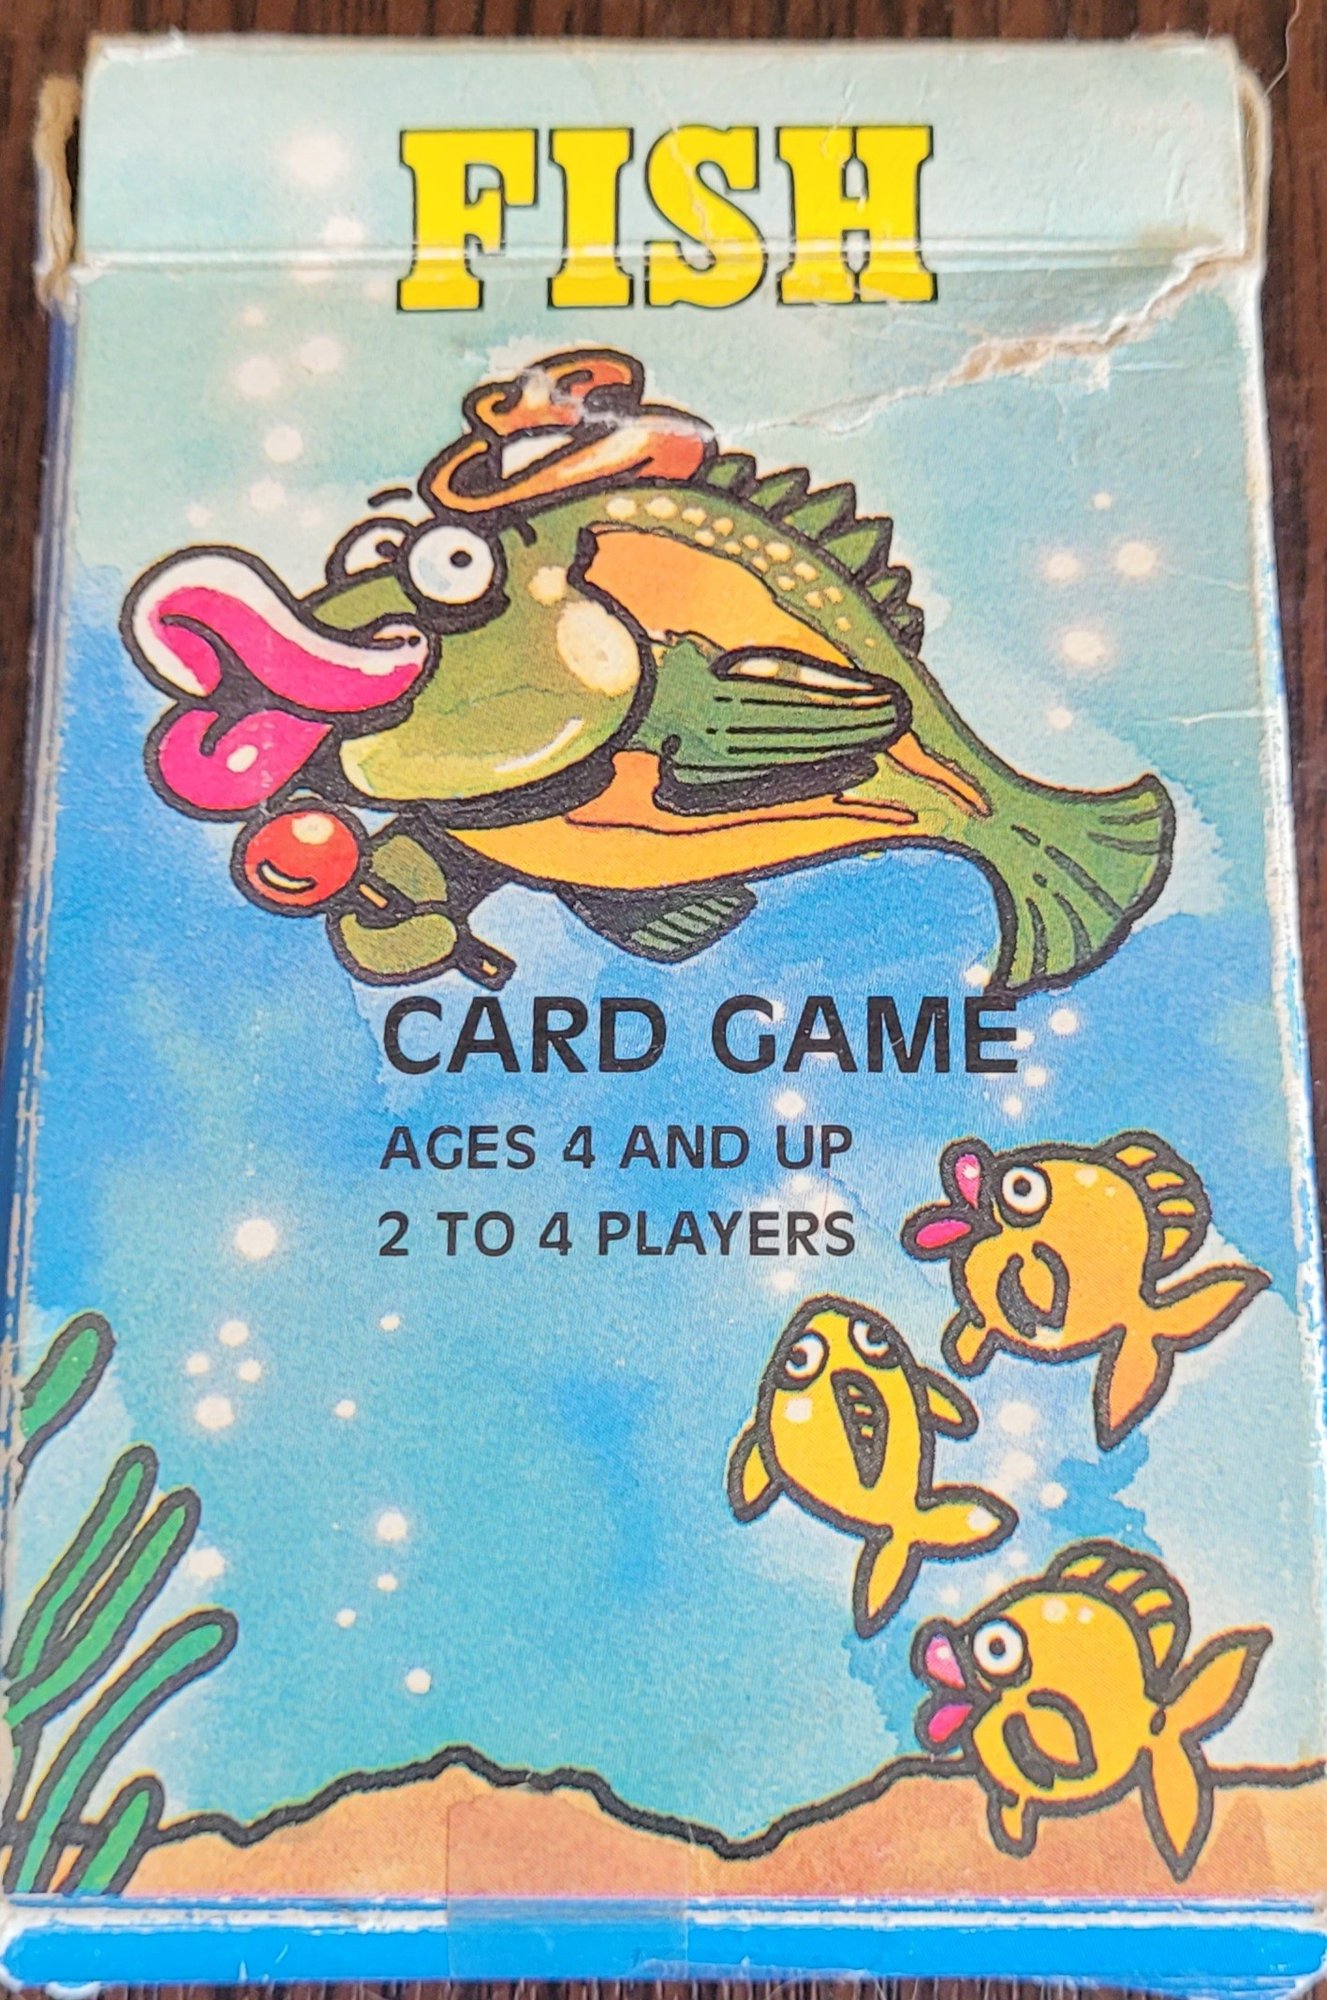 FISH
CARD GAME
AGES 4 AND UP
2 TO 4 PLAYERS